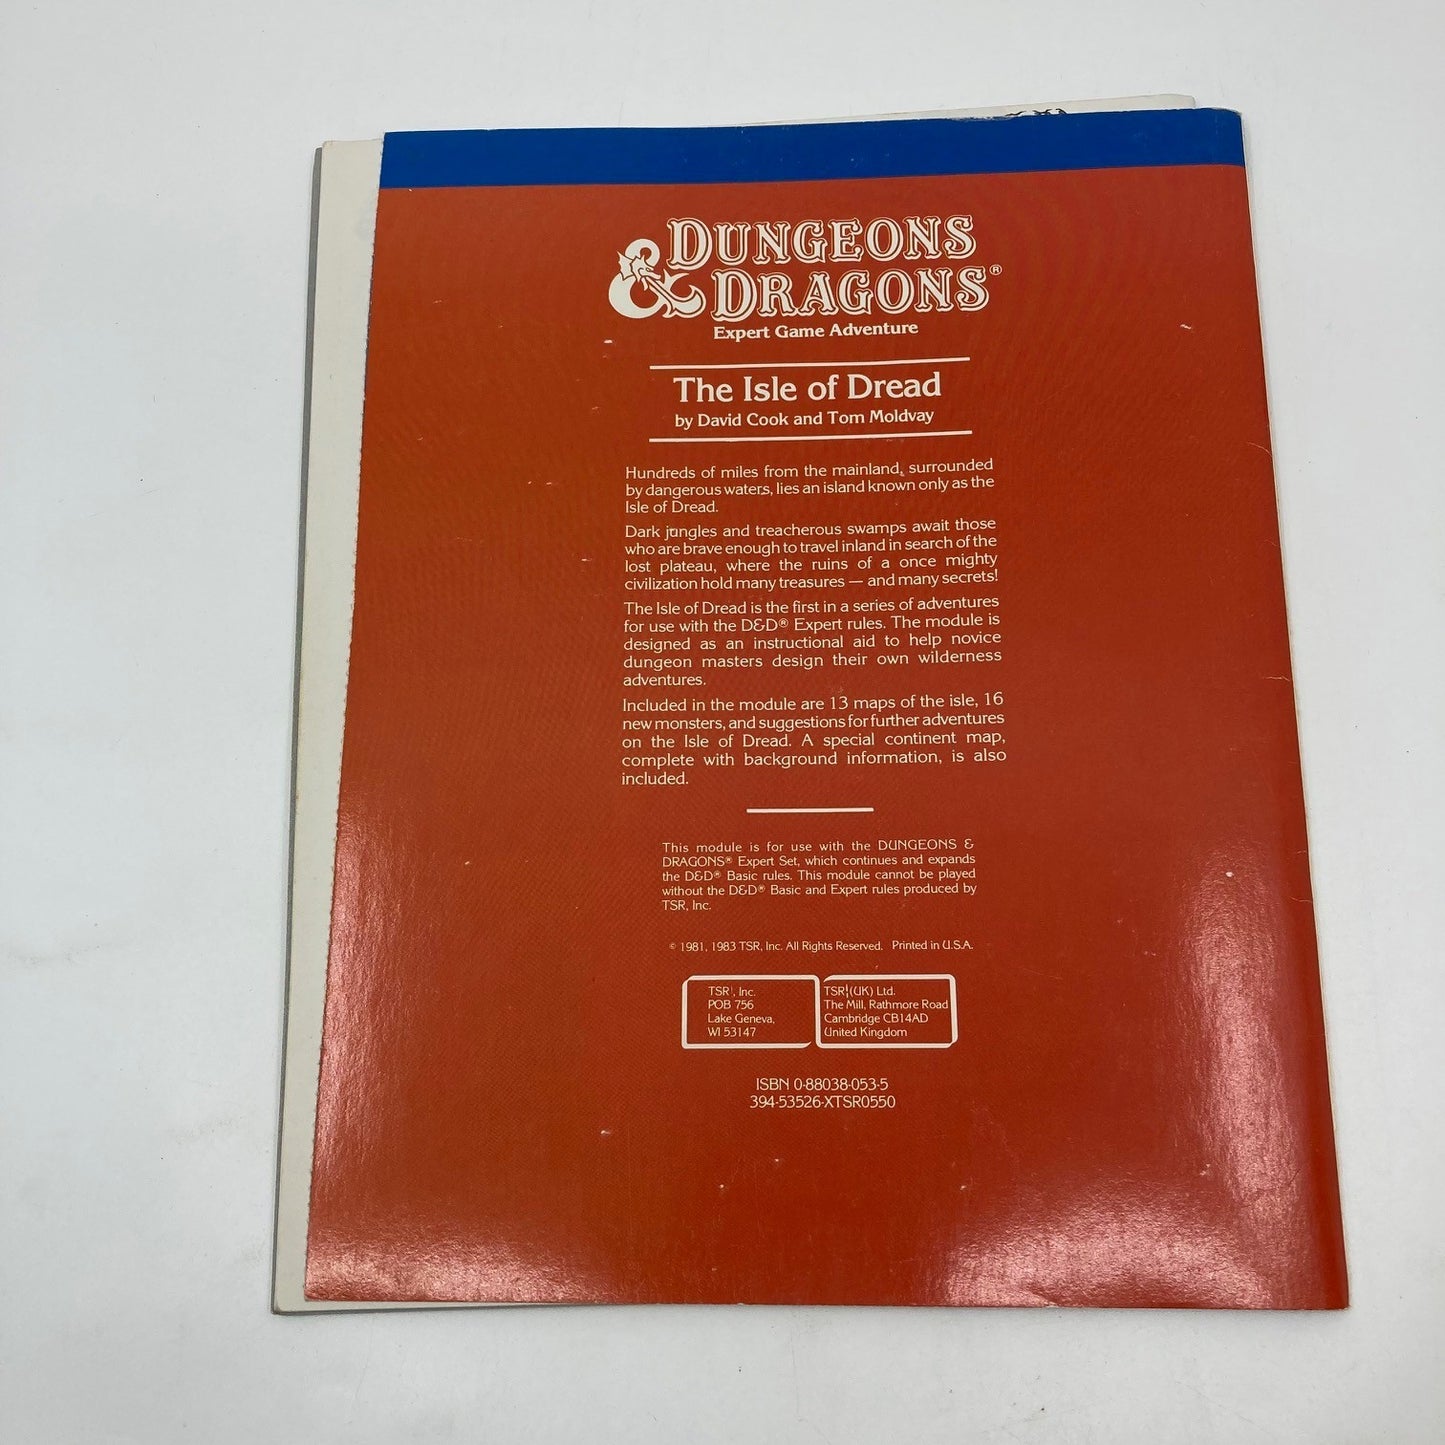 DUNGEONS
& DRAGONS®
Expert Game Adventure
The Isle of Dread
by David Cook and Tom Moldvay
Hundreds of miles from the mainland, surrounded
by dangerous waters, lies an island known only as the
Isle of Dread.
Dark jungles and treacherous swamps await those
who are brave enough to travel inland in search of the
lost plateau, where the ruins of a once mighty
civilization hold many treasures — and many secrets!
The Isle of Dread is the first in a series of adventures
for use with the D&D® Expert rules. The module is
designed as an instructional aid to help novice
dungeon masters design their own wilderness
adventures.
Included in the module are 13 maps of the isle, 16
new monsters, and suggestions for further adventures
on the Isle of Dread. A special continent map,
complete with background information, is also
included.
This module is for use with the DUNGEONS &
DRAGONS® Expert Set, which continues and expands
the D&D® Basic rules. This module cannot be played
without the D&D® Basic and Expert rules produced by
TSR, Inc.
© 1981, 1983 TSR, Inc. All Rights Reserved. Printed in U.S.A.
TSR, Inc.
POB 756
Lake Geneva,
WI 53147
TSR (UK) Ltd.
The Mill, Rathmore Road
Cambridge CB14AD
United Kingdom
ISBN 0-88038-053-5
394-53526-XTSR0550